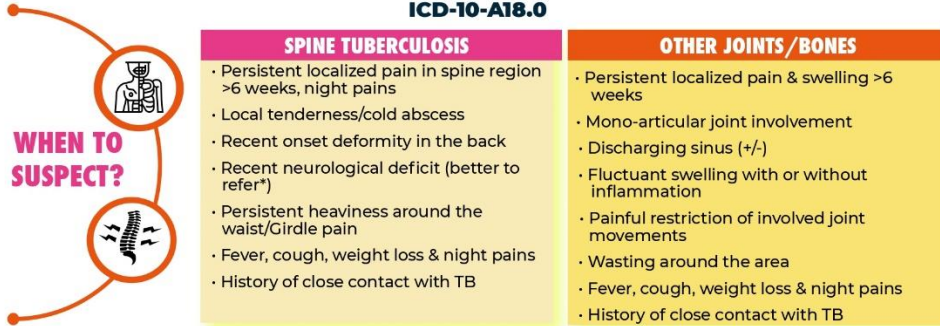 ICD-10-A18.0
WHEN TO
SUSPECT?
SPINE TUBERCULOSIS
· Persistent localized pain in spine region
>6 weeks, night pains
· Local tenderness/cold abscess
· Recent onset deformity in the back
· Recent neurological deficit (better to
refer*)
· Persistent heaviness around the
waist/Girdle pain
· Fever, cough, weight loss & night pains
· History of close contact with TB
OTHER JOINTS/BONES
· Persistent localized pain & swelling >6
weeks
· Mono-articular joint involvement
· Discharging sinus (+/-)
· Fluctuant swelling with or without
inflammation
· Painful restriction of involved joint
movements
· Wasting around the area
· Fever, cough, weight loss & night pains
· History of close contact with TB